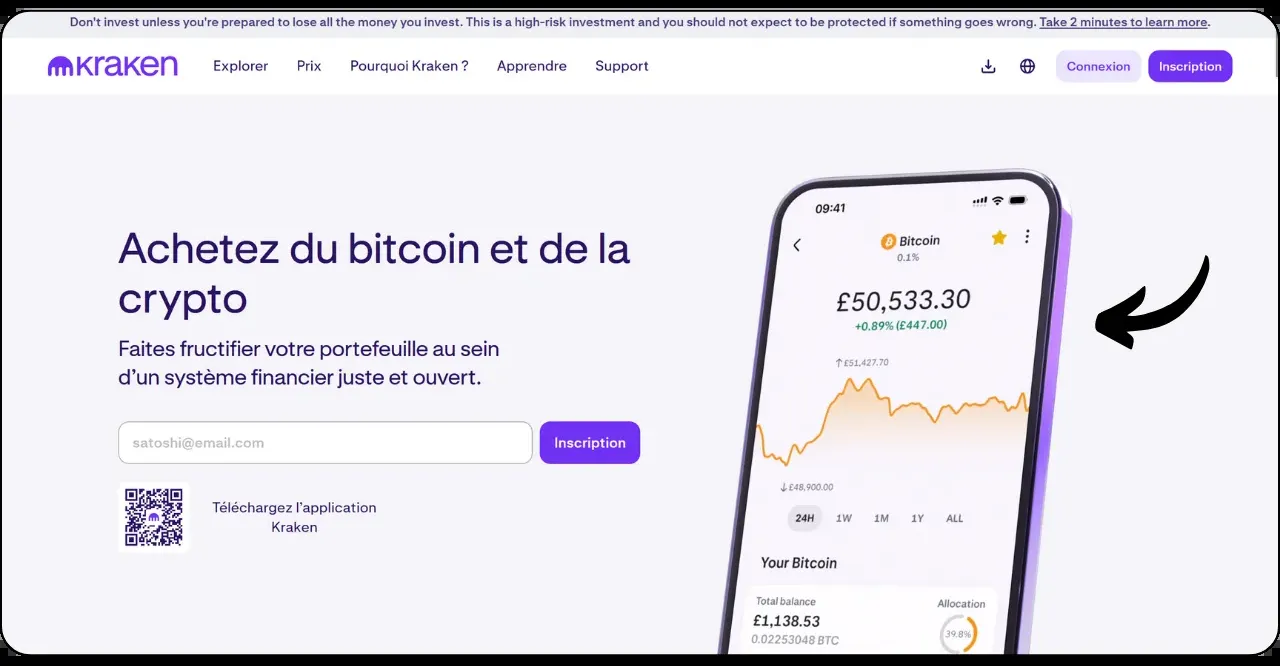 Don't invest unless you're prepared to lose all the money you invest. This is a high-risk investment and you should not expect to be protected if something goes wrong. Take 2 minutes to learn more.
kraken
Explorer
Prix
Pourquoi Kraken ?
Apprendre
Support
Connexion
Inscription
Achetez du bitcoin et de la
crypto
Faites fructifier votre portefeuille au sein
d’un système financier juste et ouvert.
satoshi@email.com
Inscription
Téléchargez l’application
Kraken
09:41
Bitcoin
0.1%
£50,533.30
+0.89% (£447.00)
↑£51,427.70
↓£48,900.00
24H 1W 1M 1Y ALL
Your Bitcoin
Total balance
£1,138.53
0.02253048 BTC
Allocation
39.8%